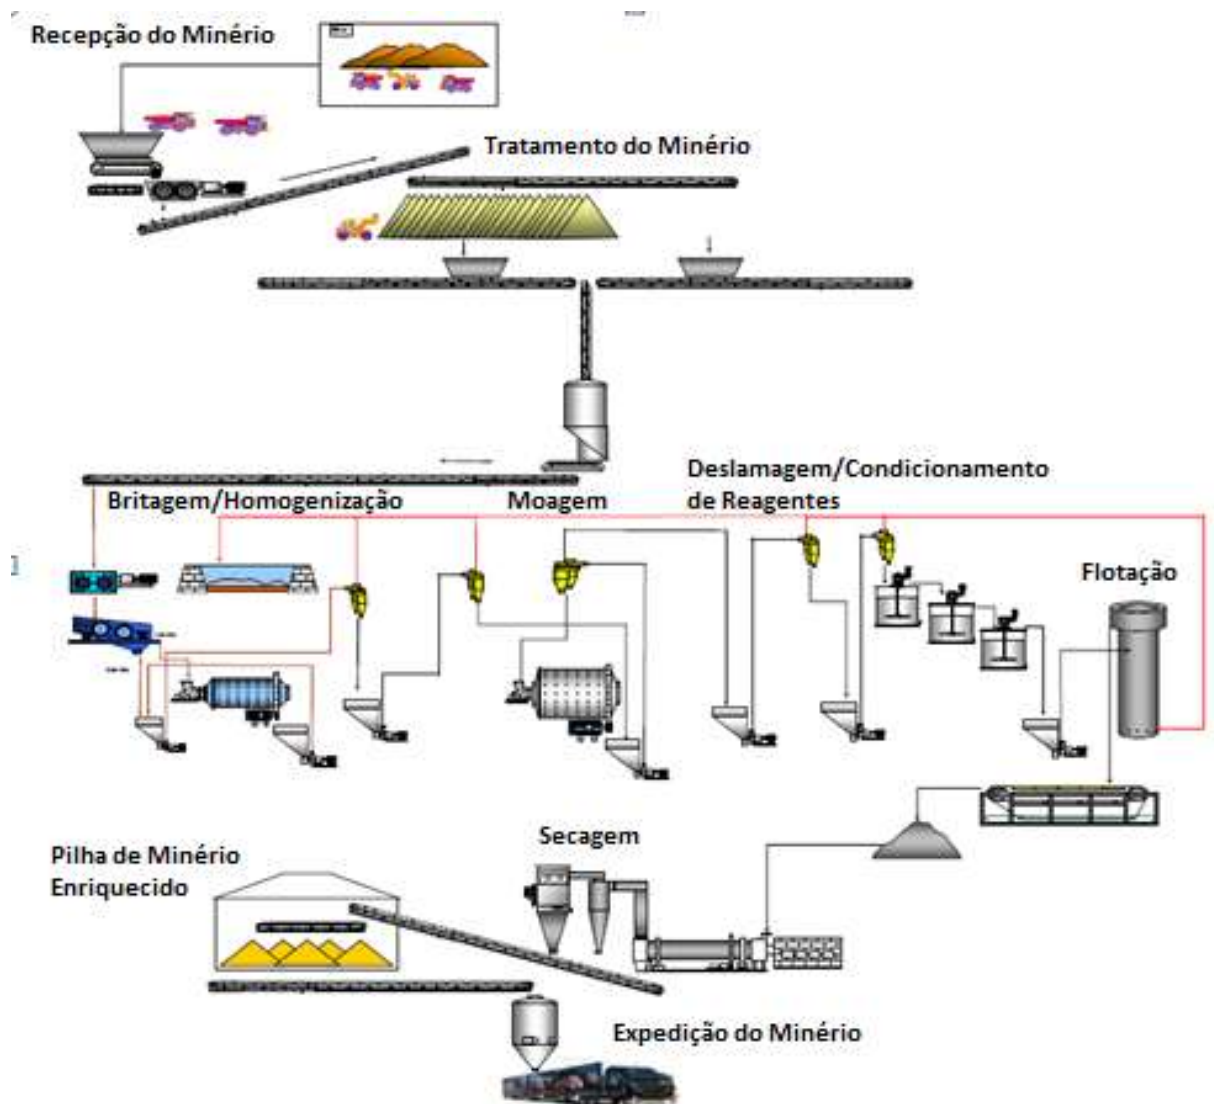 Recepção do Minério
Tratamento do Minério
Deslamagem/Condicionamento
de Reagentes
Britagem/Homogenização
Moagem
Flotação
Secagem
Pilha de Minério
Enriquecido
Expedição do Minério